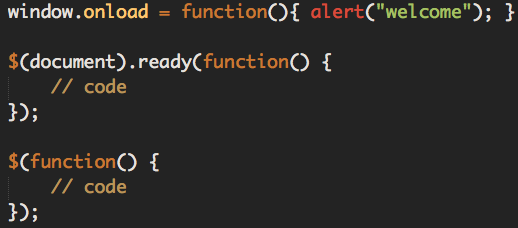 window.onload = function(){ alert("welcome"); }
$(document).ready(function() {
// code
});
$(function() {
// code
});